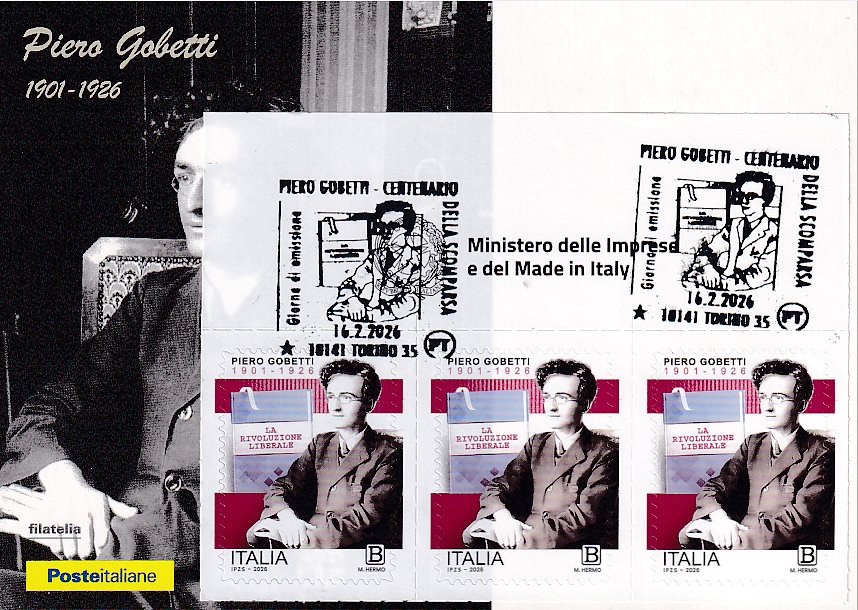 Piero Gobetti
1901-1926
PIERO GOBETTI - CENTENARIO
DELLA SCOMPARSA
Giorno di emissione
16.2.2026
10141 TORINO 35
PT
Ministero delle Imprese
e del Made in Italy
PIERO GOBETTI - CENTENARIO
DELLA SCOMPARSA
Giorno di emissione
16.2.2026
10141 TORINO 35
PT
PIERO GOBETTI
1901-1926
LA
RIVOLUZIONE
LIBERALE
ITALIA
B
IPZS - 2026
M. HERMO
PIERO GOBETTI
1901-1926
LA
RIVOLUZIONE
LIBERALE
ITALIA
B
IPZS - 2026
M. HERMO
PIERO GOBETTI
1901-1926
LA
RIVOLUZIONE
LIBERALE
ITALIA
B
IPZS - 2026
M. HERMO
filatelia
Posteitaliane